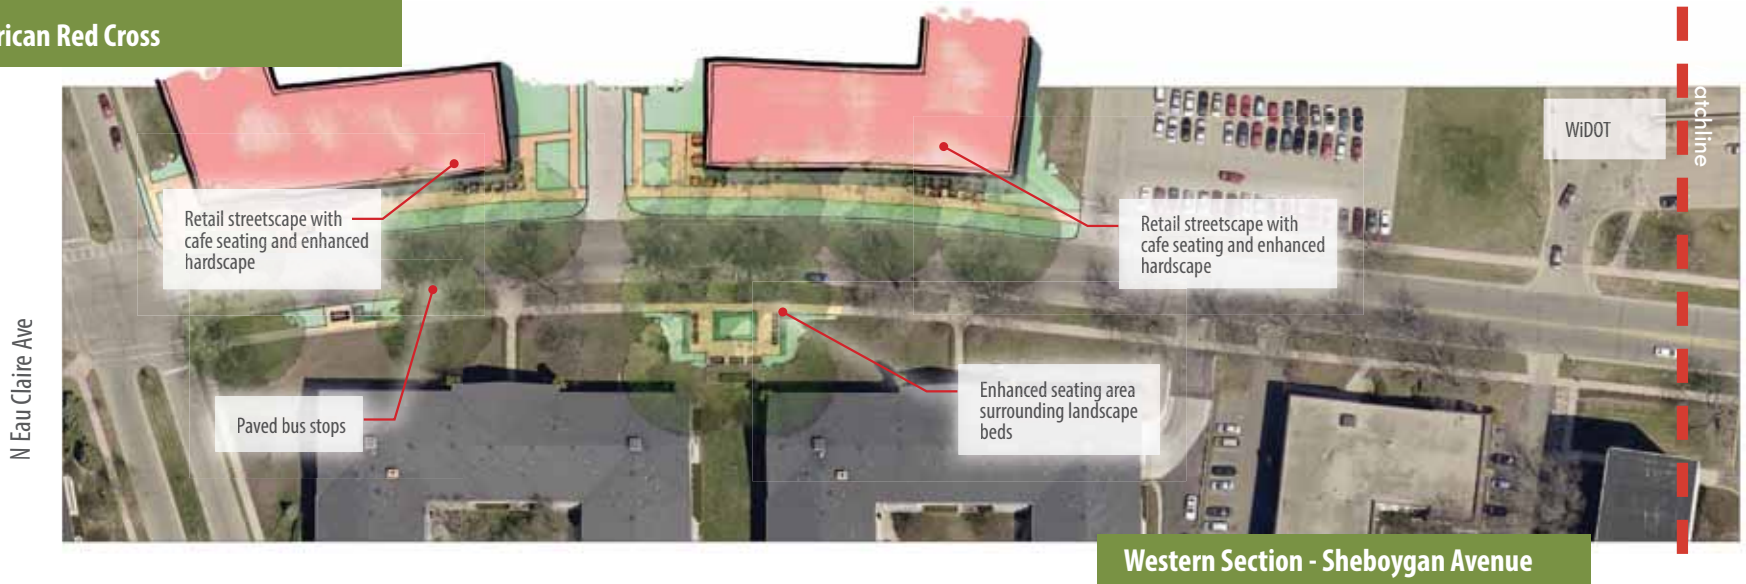 rican Red Cross
WiDOT
atchline
Retail streetscape with
cafe seating and enhanced
hardscape
Retail streetscape with
cafe seating and enhanced
hardscape
N Eau Claire Ave
Paved bus stops
Enhanced seating area
surrounding landscape
beds
Western Section - Sheboygan Avenue